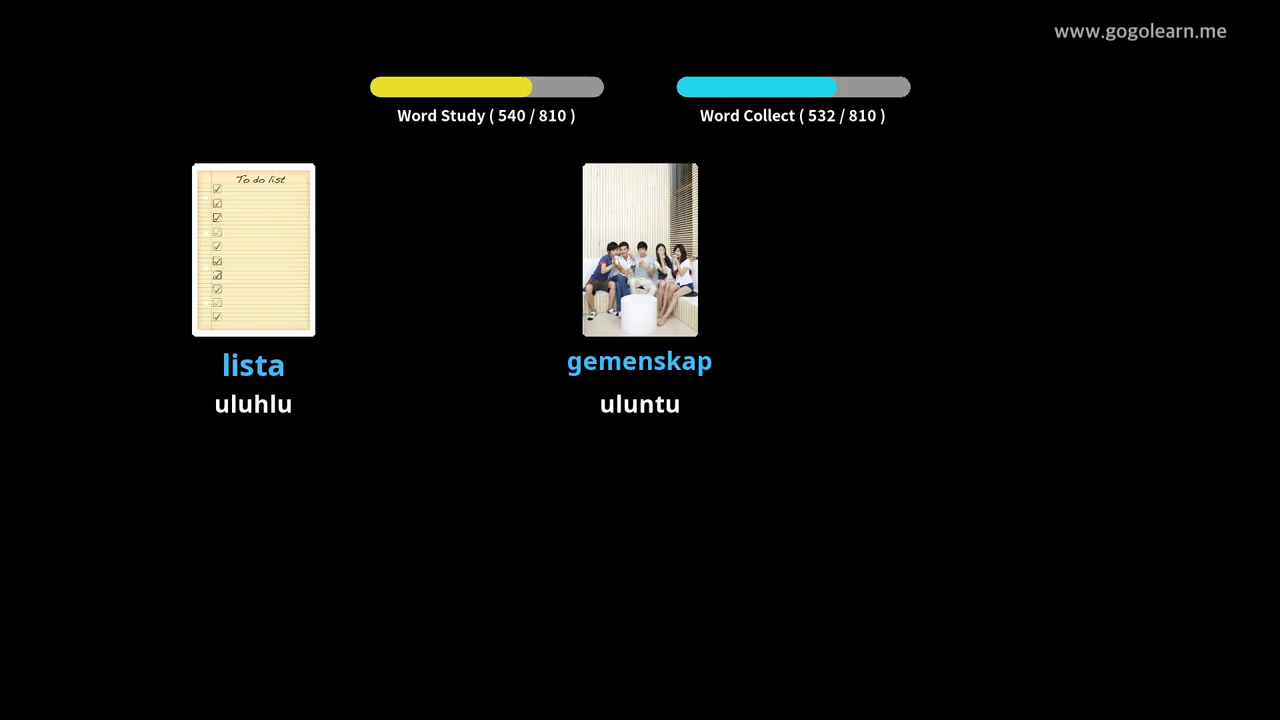 www.gogolearn.me
Word Study ( 540 / 810 )
Word Collect ( 532 / 810 )
To do list
lista
gemenskap
uluhlu
uluntu